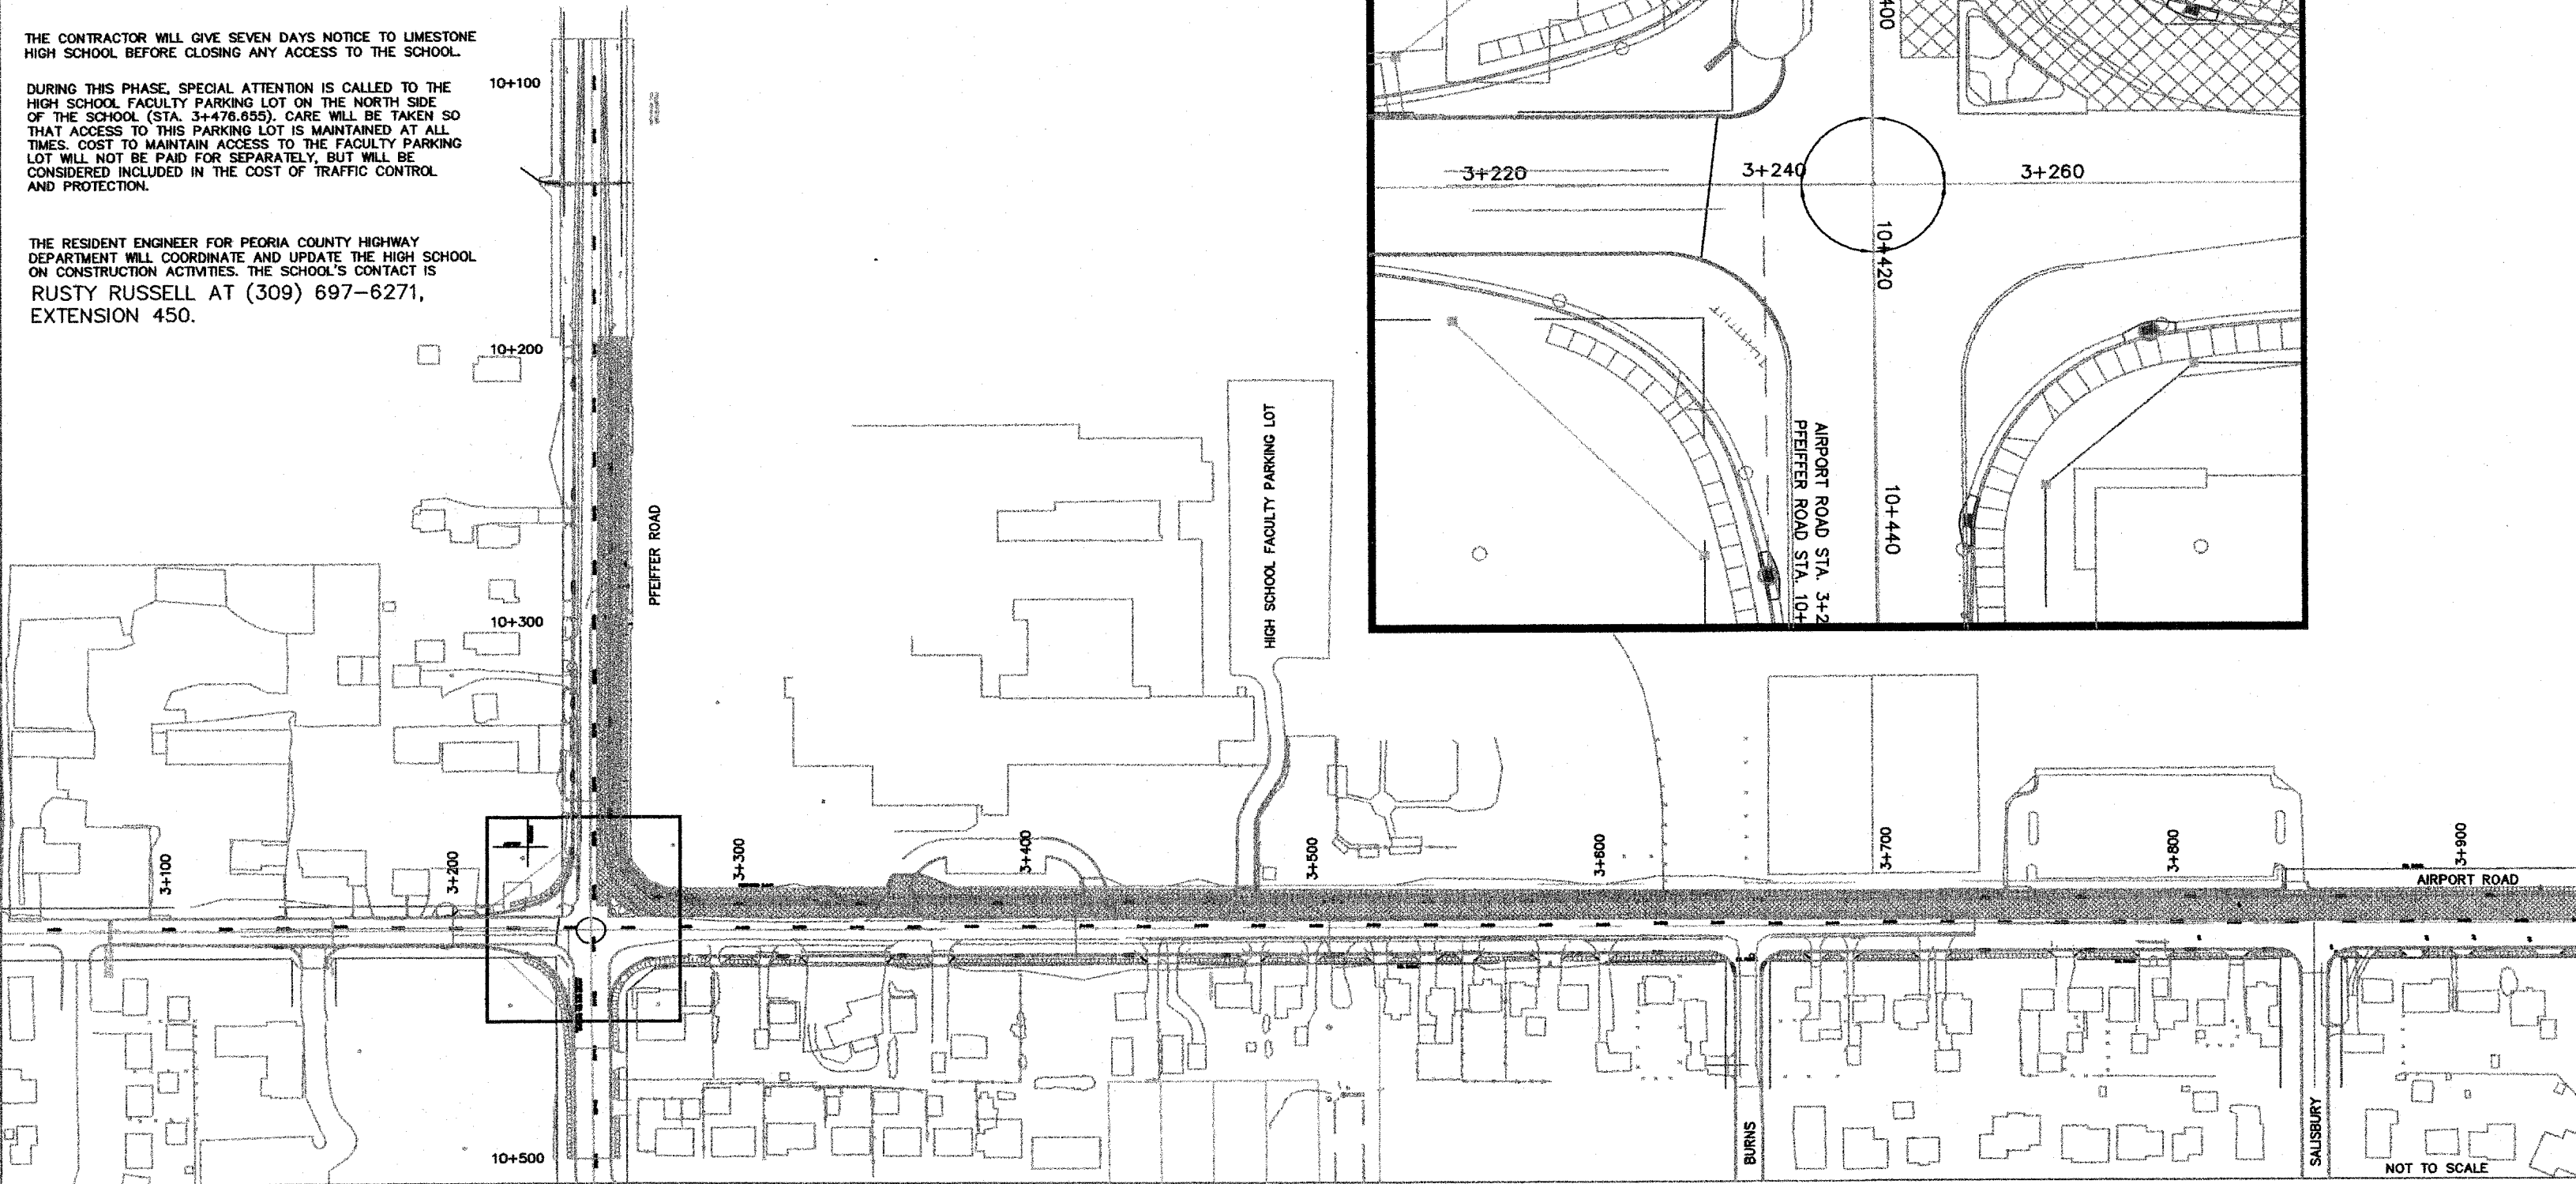 THE CONTRACTOR WILL GIVE SEVEN DAYS NOTICE TO LIMESTONE
HIGH SCHOOL BEFORE CLOSING ANY ACCESS TO THE SCHOOL.
DURING THIS PHASE, SPECIAL ATTENTION IS CALLED TO THE
HIGH SCHOOL FACULTY PARKING LOT ON THE NORTH SIDE
OF THE SCHOOL (STA. 3+476.655). CARE WILL BE TAKEN SO
THAT ACCESS TO THIS PARKING LOT IS MAINTAINED AT ALL
TIMES. COST TO MAINTAIN ACCESS TO THE FACULTY PARKING
LOT WILL NOT BE PAID FOR SEPARATELY, BUT WILL BE
CONSIDERED INCLUDED IN THE COST OF TRAFFIC CONTROL
AND PROTECTION.
THE RESIDENT ENGINEER FOR PEORIA COUNTY HIGHWAY
DEPARTMENT WILL COORDINATE AND UPDATE THE HIGH SCHOOL
ON CONSTRUCTION ACTIVITIES. THE SCHOOL'S CONTACT IS
RUSTY RUSSELL AT (309) 697-6271,
EXTENSION 450.
10+100
10+200
10+300
10+500
PFEIFFER ROAD
HIGH SCHOOL FACULTY PARKING LOT
400
3+220
3+240
3+260
10+420
10+440
AIRPORT ROAD STA. 3+2
PFEIFFER ROAD STA. 10+
3+100
3+200
3+300
3+400
3+500
3+600
3+700
3+800
3+900
AIRPORT ROAD
BURNS
SALISBURY
NOT TO SCALE